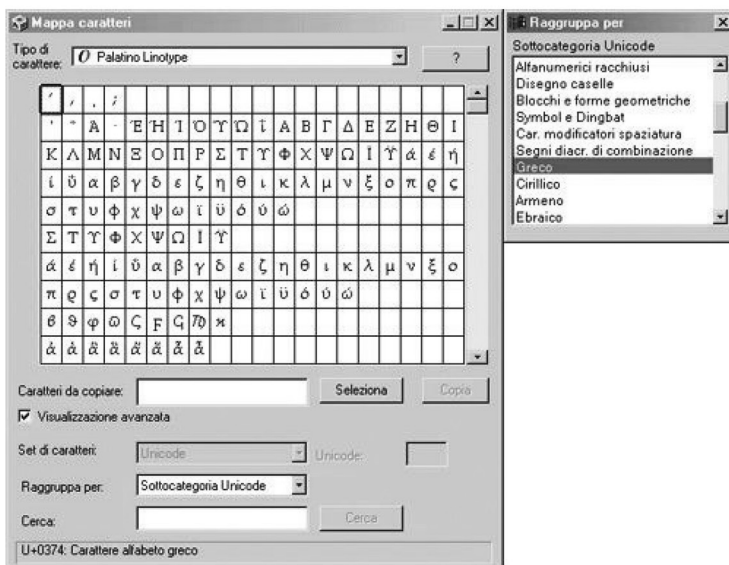 Mappa caratteri
Tipo di carattere: O Palatino Linotype ?
ʹ ͵ ͺ ;
΄ ΅ Ά · Έ Ή Ί Ό Ύ Ώ ΐ Α Β Γ Δ Ε Ζ Η Θ Ι
Κ Λ Μ Ν Ξ Ο Π Ρ Σ Τ Υ Φ Χ Ψ Ω Ϊ Ϋ ά έ ή
ί ΰ α β γ δ ε ζ η θ ι κ λ μ ν ξ ο π ρ ς
σ τ υ φ χ ψ ω ϊ ϋ ό ύ ώ
Σ Τ Υ Φ Χ Ψ Ω Ϊ Ϋ
ά έ ή ί ΰ α β γ δ ε ζ η θ ι κ λ μ ν ξ ο
π ρ ς σ τ υ φ χ ψ ω ϊ ϋ ό ύ ώ
ϐ ϑ φ ϖ Ϛ Ϝ
ἀ ἁ ἂ ἃ ἄ ἅ ἆ ἇ
Caratteri da copiare: Seleziona Copia
Visualizzazione avanzata
Set di caratteri: Unicode Unicode:
Raggruppa per: Sottocategoria Unicode
Cerca: Cerca
U+0374: Carattere alfabeto greco
Raggruppa per
Sottocategoria Unicode
Alfanumerici racchiusi
Disegno caselle
Blocchi e forme geometriche
Symbol e Dingbat
Car. modificatori spaziatura
Segni diacr. di combinazione
Greco
Cirillico
Armeno
Ebraico